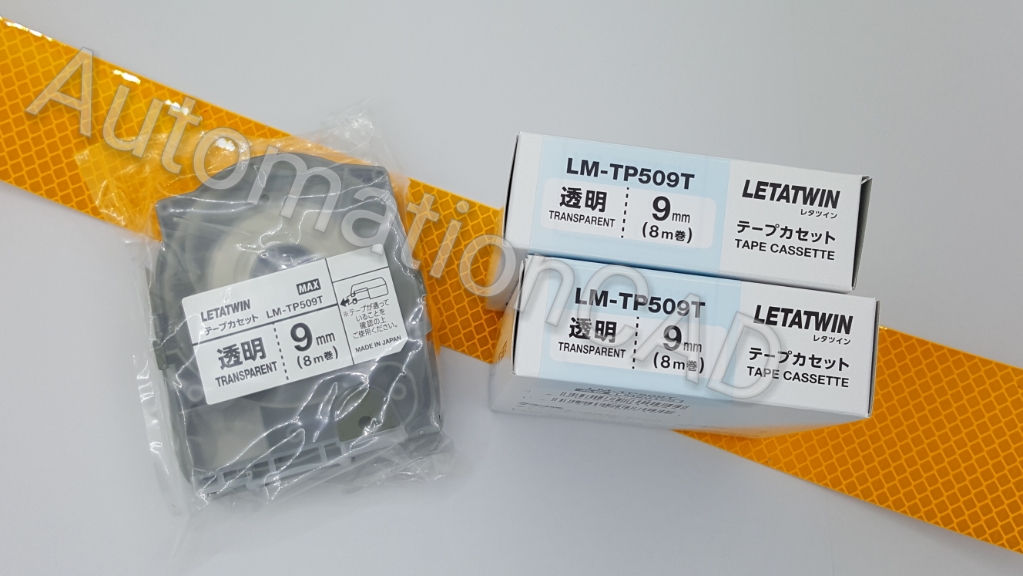 AutomationCAD
LETATWIN
MAX
テープカセット LM-TP509T
透明
TRANSPARENT
9mm
(8m巻)
※テープが通って
いることを
確認の上
ご使用ください。
MADE IN JAPAN
LM-TP509T
透明
TRANSPARENT
9mm
(8m巻)
LETATWIN
レタツイン
テープカセット
TAPE CASSETTE
LM-TP509T
透明
TRANSPARENT
9mm
(8m巻)
LETATWIN
レタツイン
テープカセット
TAPE CASSETTE